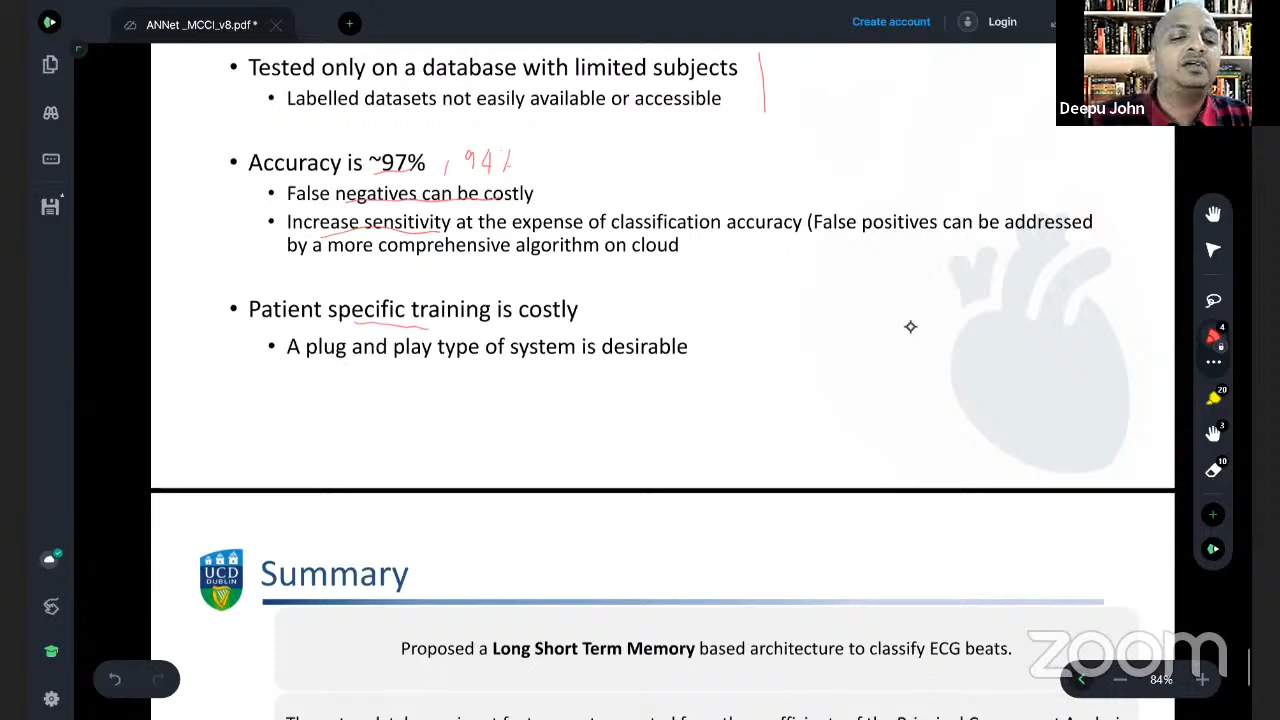 ANNet _MCCI_v8.pdf*
Create account
Login
• Tested only on a database with limited subjects
• Labelled datasets not easily available or accessible
Deepu John
• Accuracy is ~97% , 94%
• False negatives can be costly
• Increase sensitivity at the expense of classification accuracy (False positives can be addressed
by a more comprehensive algorithm on cloud
• Patient specific training is costly
• A plug and play type of system is desirable
4
20
3
10
UCD
DUBLIN
Summary
Proposed a Long Short Term Memory based architecture to classify ECG beats.
zoom
84%